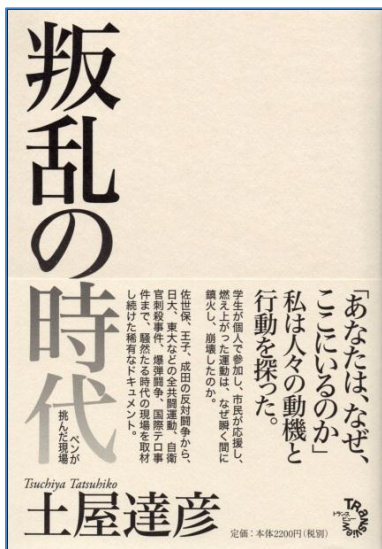 叛乱の時代
ペンが
挑んだ現場
「あなたは、なぜ、
ここにいるのか」
私は人々の動機と
行動を探った。
学生が個人で参加し、市民が応援し、
燃え上がった運動は、なぜ瞬く間に
鎮火し、崩壊したのか。
佐世保、王子、成田の反対闘争から、
日大、東大などの全共闘運動、自衛
官刺殺事件、爆弾闘争、国際テロ事
件まで、騒然たる時代の現場を取材
し続けた稀有なドキュメント。
Tsuchiya Tatsuhiko
土屋達彦
定価：本体2200円（税別）
TRANSVIEW
トランスビュー